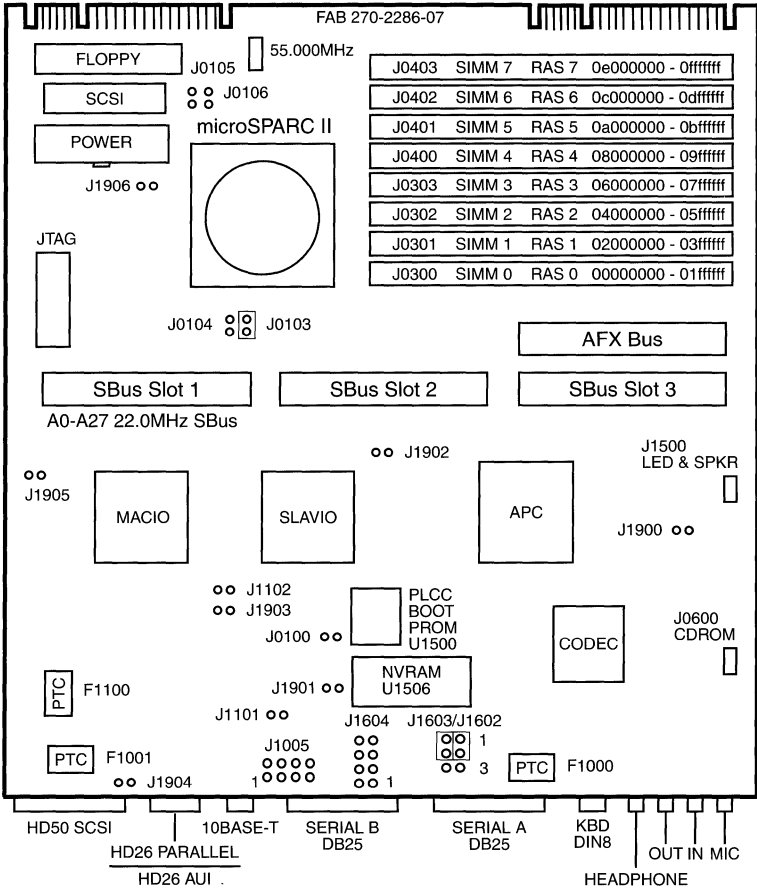 FAB 270-2286-07
FLOPPY
J0105
55.000MHz
SCSI
J0106
POWER
microSPARC II
J1906
J0403 SIMM 7 RAS 7 0e000000 - 0fffffff
J0402 SIMM 6 RAS 6 0c000000 - 0dffffff
J0401 SIMM 5 RAS 5 0a000000 - 0bffffff
J0400 SIMM 4 RAS 4 08000000 - 09ffffff
J0303 SIMM 3 RAS 3 06000000 - 07ffffff
J0302 SIMM 2 RAS 2 04000000 - 05ffffff
J0301 SIMM 1 RAS 1 02000000 - 03ffffff
J0300 SIMM 0 RAS 0 00000000 - 01ffffff
JTAG
J0104
J0103
AFX Bus
SBus Slot 1
SBus Slot 2
SBus Slot 3
A0-A27 22.0MHz SBus
J1902
J1500
LED & SPKR
J1905
MACIO
SLAVIO
APC
J1900
J1102
J1903
J0100
PLCC
BOOT
PROM
U1500
CODEC
J0600
CDROM
NVRAM
U1506
J1901
PTC
F1100
J1101
J1604
J1603/J1602
1
3
J1005
1
1
PTC
F1001
J1904
PTC
F1000
HD50 SCSI
HD26 PARALLEL
HD26 AUI .
10BASE-T
SERIAL B
DB25
SERIAL A
DB25
KBD
DIN8
HEADPHONE
OUT IN MIC